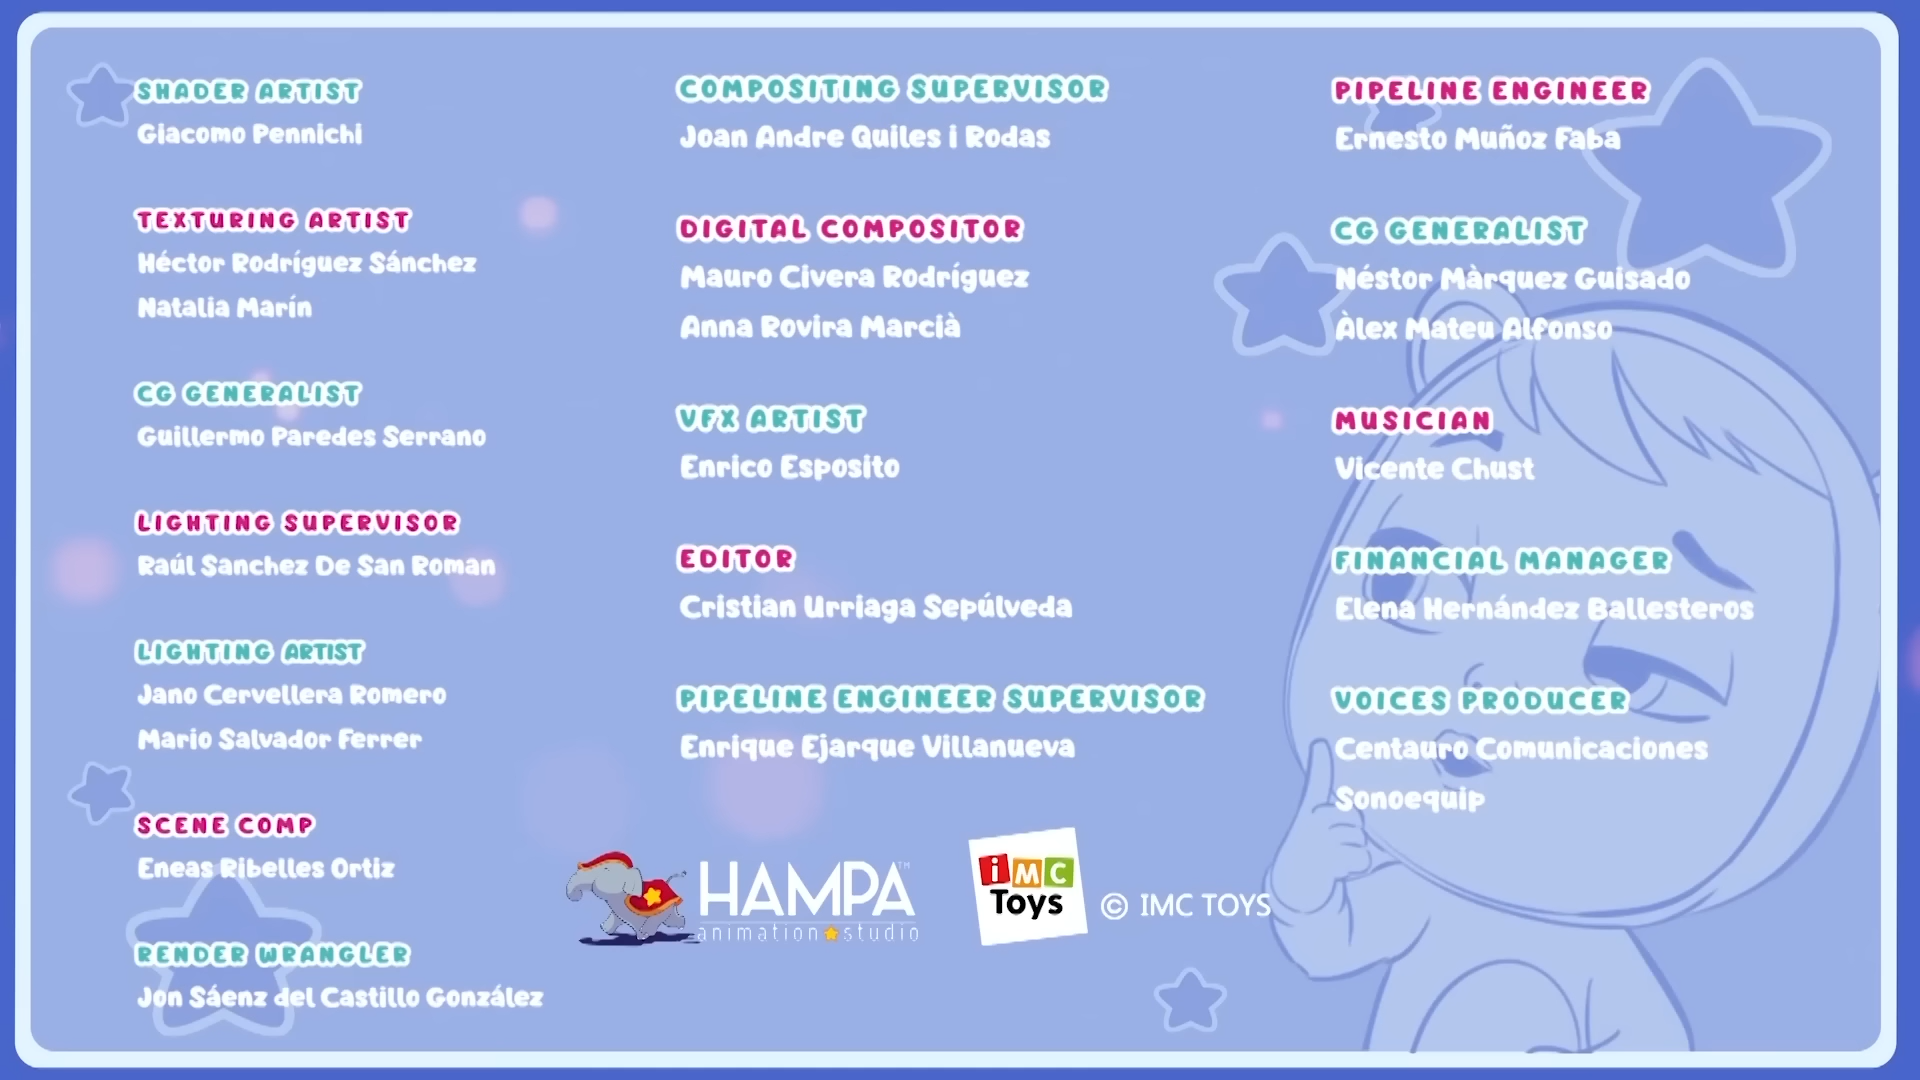 SHADER ARTIST
Giacomo Pennichi
TEXTURING ARTIST
Héctor Rodríguez Sánchez
Natalia Marín
CG GENERALIST
Guillermo Paredes Serrano
LIGHTING SUPERVISOR
Raúl Sanchez De San Roman
LIGHTING ARTIST
Jano Cervellera Romero
Mario Salvador Ferrer
SCENE COMP
Eneas Ribelles Ortiz
RENDER WRANGLER
Jon Sáenz del Castillo González
COMPOSITING SUPERVISOR
Joan Andre Quiles i Rodas
DIGITAL COMPOSITOR
Mauro Civera Rodríguez
Anna Rovira Marcià
VFX ARTIST
Enrico Esposito
EDITOR
Cristian Urriaga Sepúlveda
PIPELINE ENGINEER SUPERVISOR
Enrique Ejarque Villanueva
HAMPA™
animation studio
iMC
Toys
© IMC TOYS
PIPELINE ENGINEER
Ernesto Muñoz Faba
CG GENERALIST
Néstor Màrquez Guisado
Àlex Mateu Alfonso
MUSICIAN
Vicente Chust
FINANCIAL MANAGER
Elena Hernández Ballesteros
VOICES PRODUCER
Centauro Comunicaciones
Sonoequip